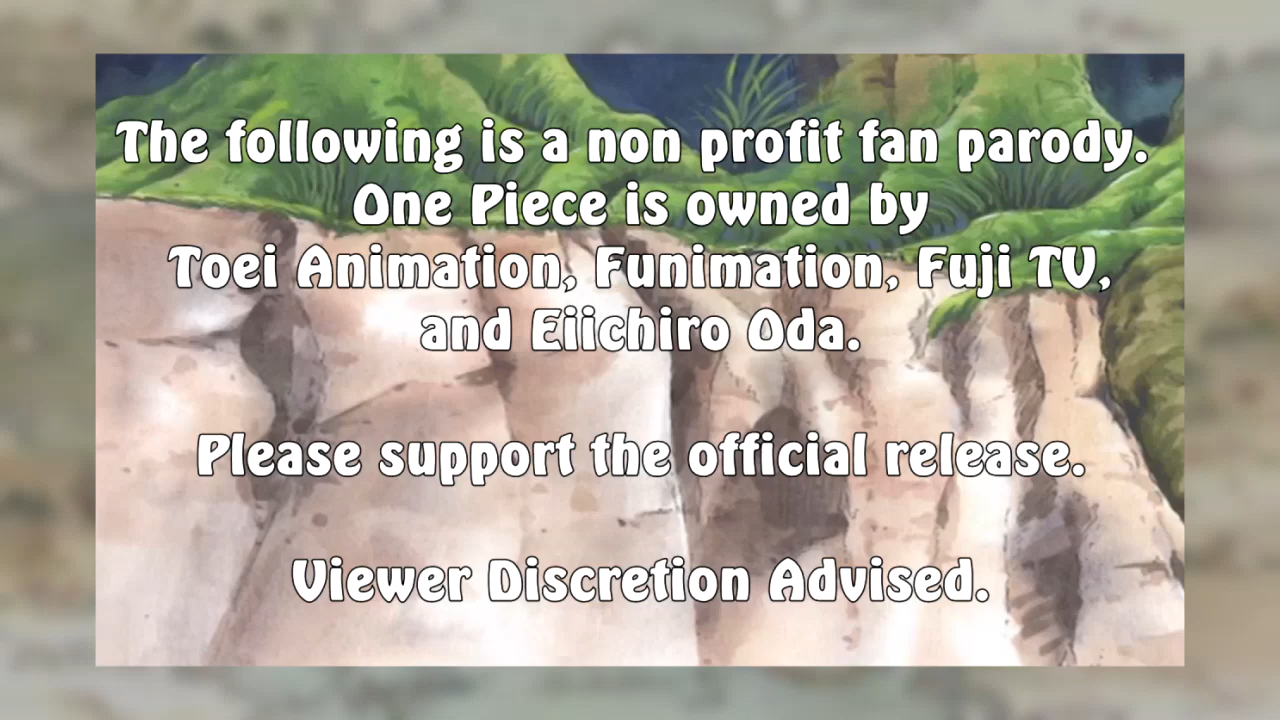 The following is a non profit fan parody.
One Piece is owned by
Toei Animation, Funimation, Fuji TV,
and Eiichiro Oda.
Please support the official release.
Viewer Discretion Advised.